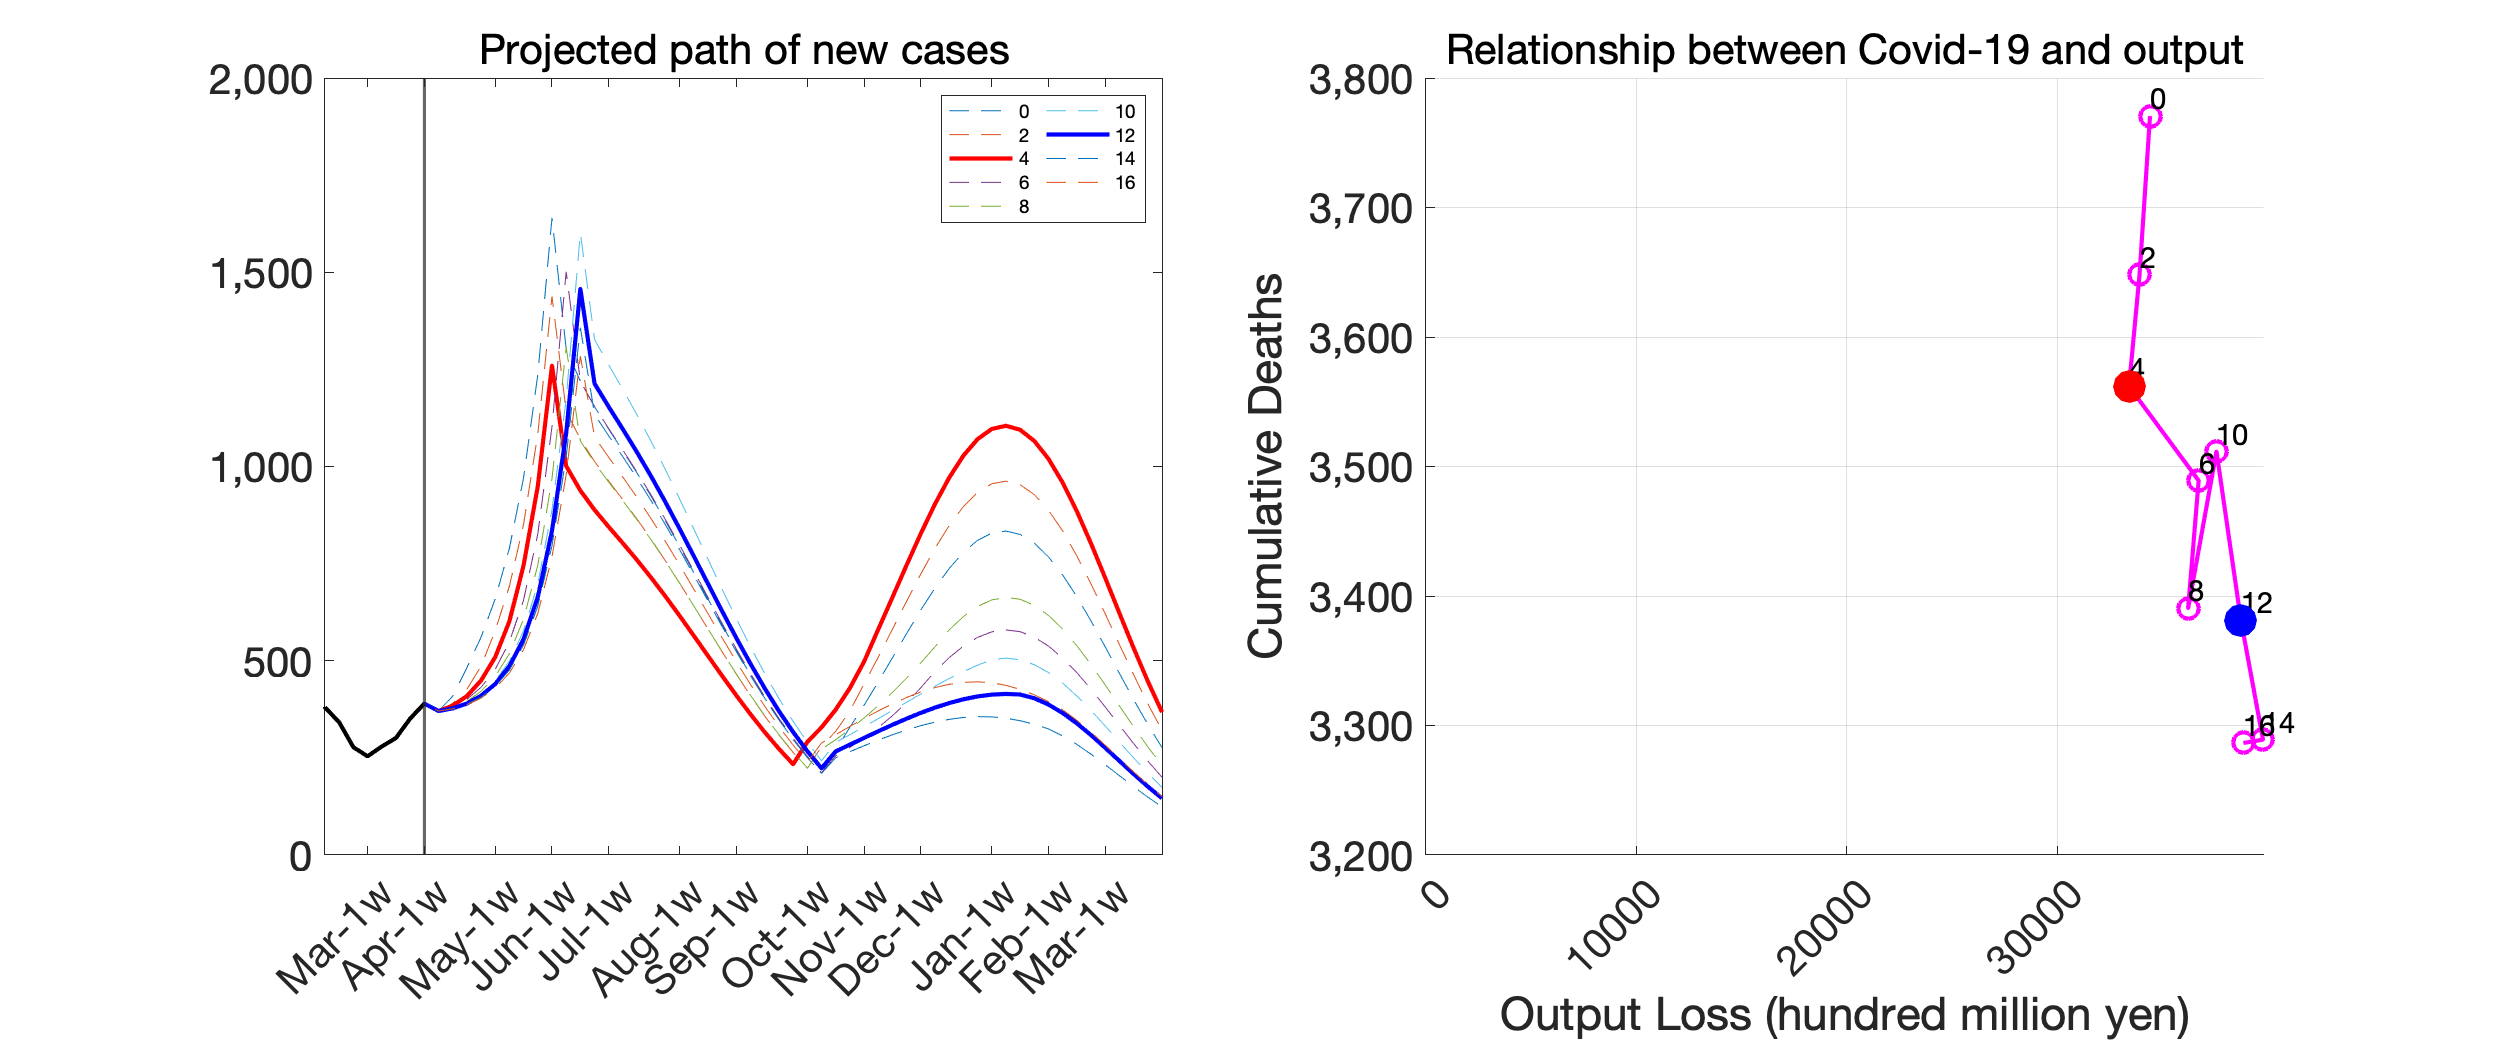 Projected path of new cases
2,000
1,500
1,000
500
0
0
2
4
6
8
10
12
14
16
Mar-1w
Apr-1w
May-1w
Jun-1w
Jul-1w
Aug-1w
Sep-1w
Oct-1w
Nov-1w
Dec-1w
Jan-1w
Feb-1w
Mar-1w
Relationship between Covid-19 and output
Cumulative Deaths
3,800
3,700
3,600
3,500
3,400
3,300
3,200
0
2
4
10
6
8
12
16
14
0
10000
20000
30000
Output Loss (hundred million yen)